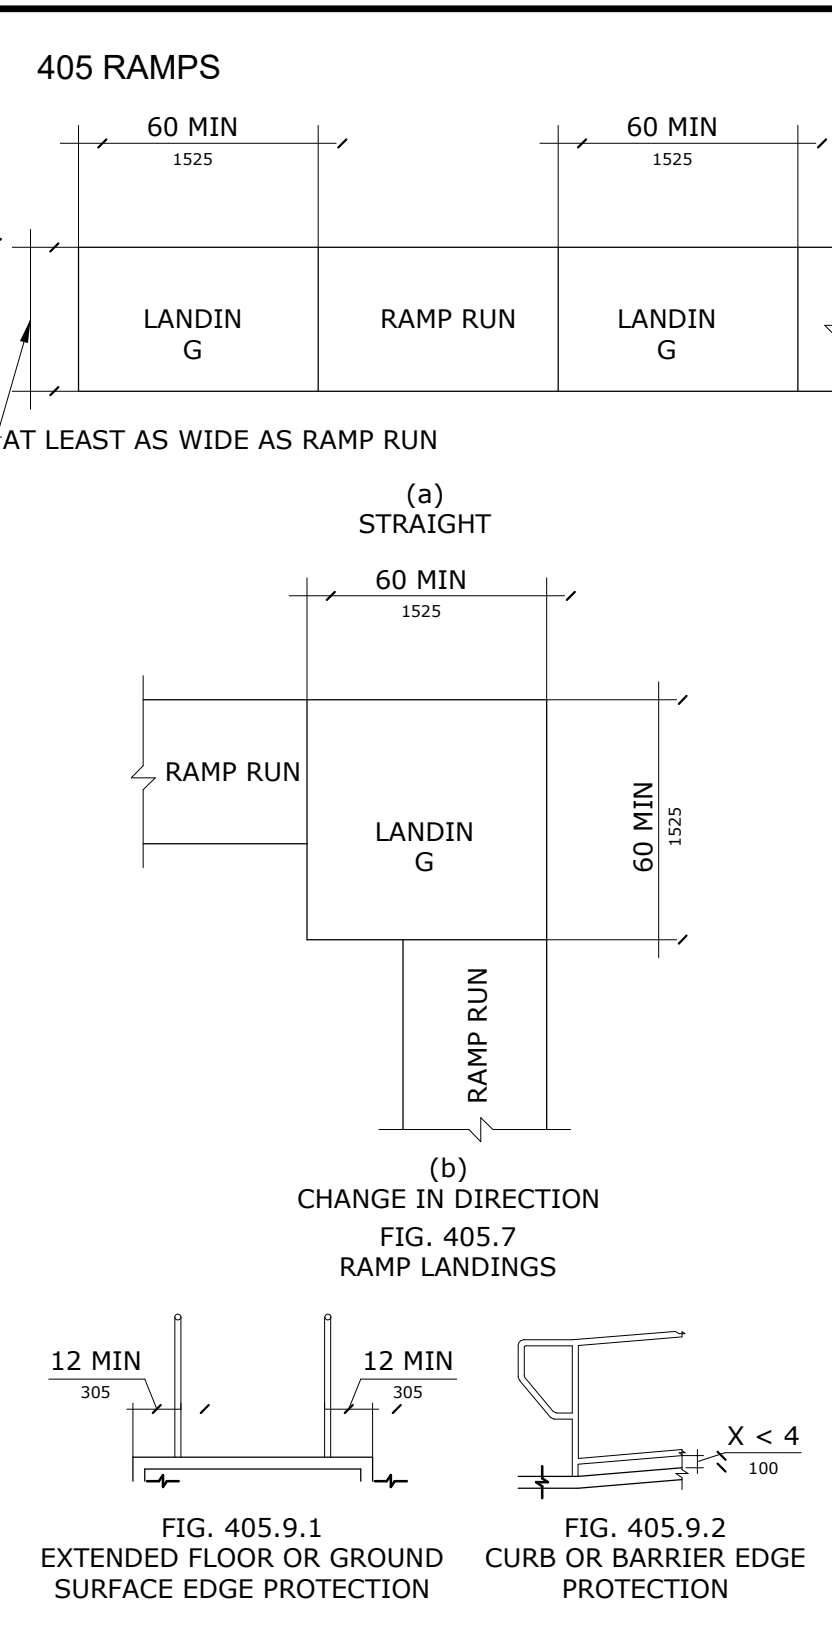 405 RAMPS
60 MIN
1525
60 MIN
1525
LANDIN
G
RAMP RUN
LANDIN
G
AT LEAST AS WIDE AS RAMP RUN
(a)
STRAIGHT
60 MIN
1525
RAMP RUN
LANDIN
G
60 MIN
1525
RAMP RUN
(b)
CHANGE IN DIRECTION
FIG. 405.7
RAMP LANDINGS
12 MIN
305
12 MIN
305
X < 4
100
FIG. 405.9.1
EXTENDED FLOOR OR GROUND
SURFACE EDGE PROTECTION
FIG. 405.9.2
CURB OR BARRIER EDGE
PROTECTION